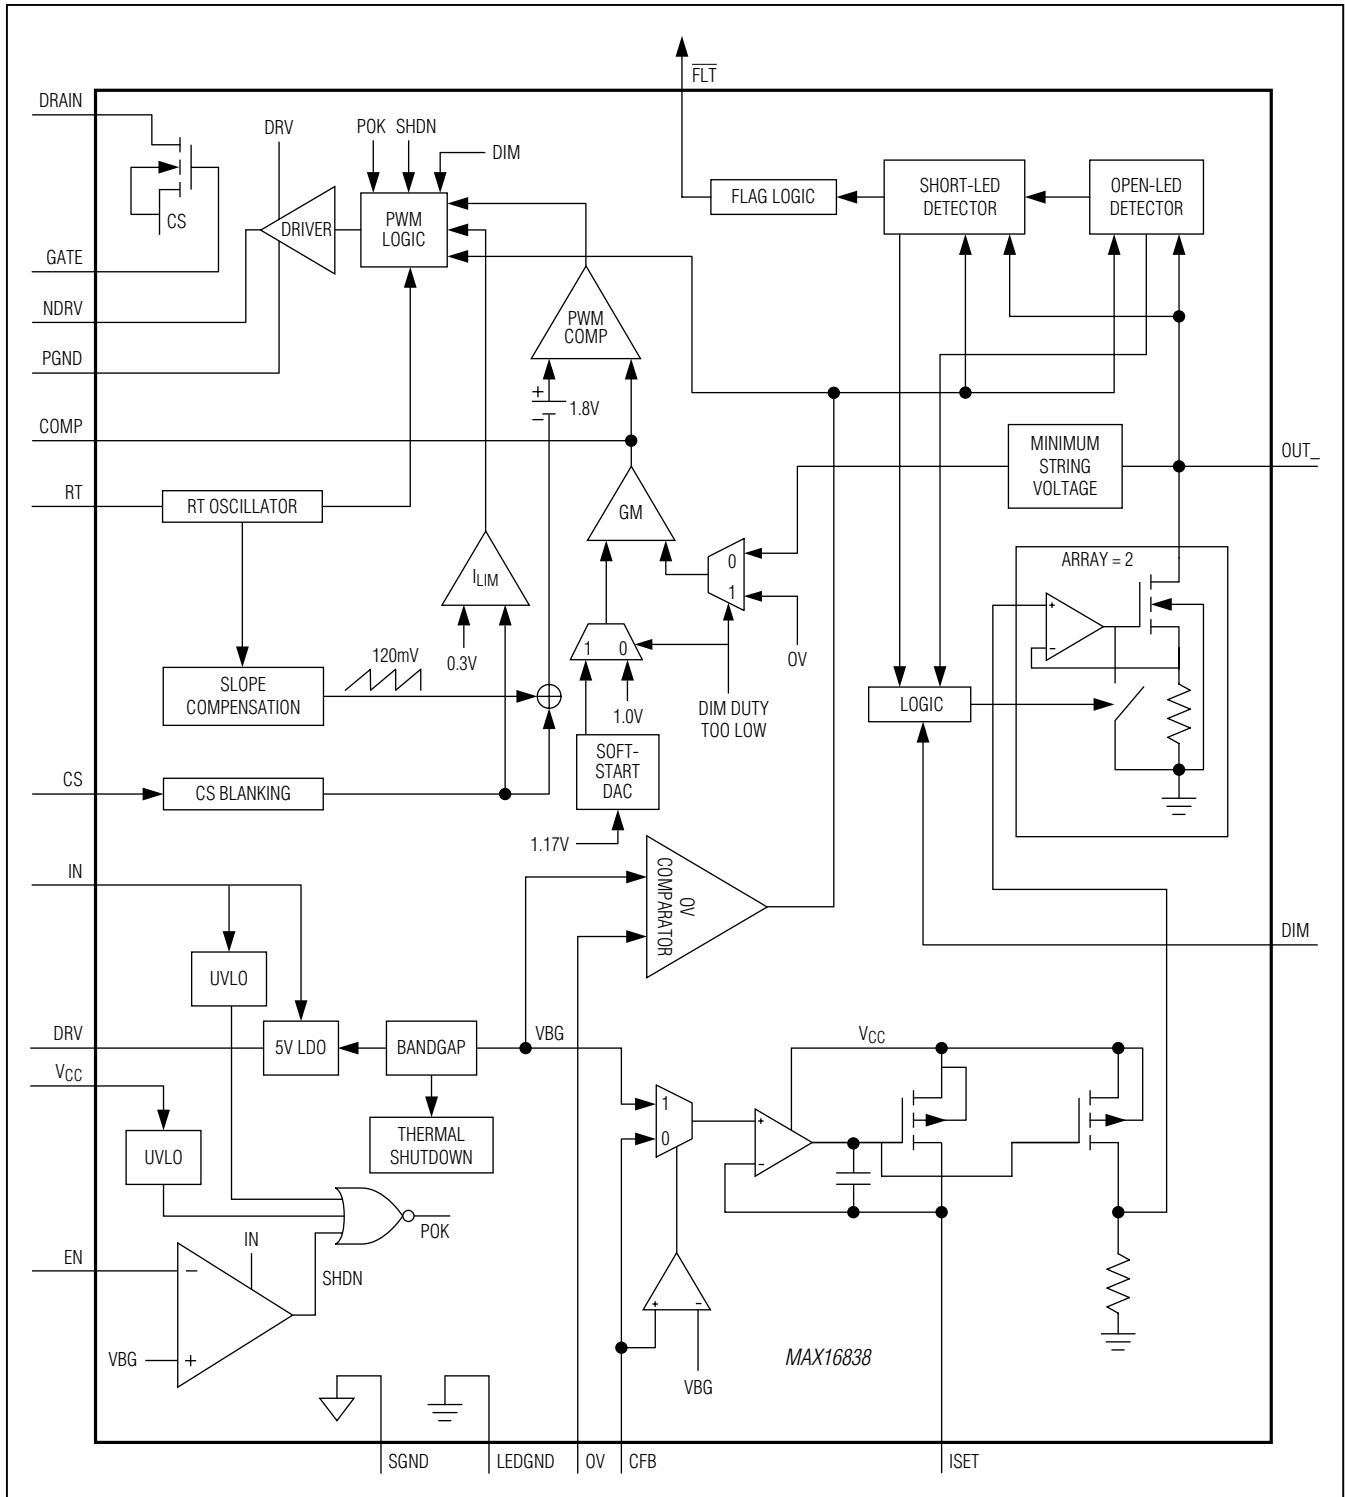 FLT
DRAIN
DRV
POK
SHDN
DIM
SHORT-LED
DETECTOR
OPEN-LED
DETECTOR
FLAG LOGIC
CS
DRIVER
PWM
LOGIC
GATE
NDRV
PGND
PWM
COMP
+
−
1.8V
COMP
MINIMUM
STRING
VOLTAGE
OUT_
RT
RT OSCILLATOR
GM
0
1
ARRAY = 2
ILIM
+
−
0.3V
1
0
OV
120mV
SLOPE
COMPENSATION
1.0V
DIM DUTY
TOO LOW
LOGIC
SOFT-
START
DAC
CS
CS BLANKING
1.17V
IN
OV
COMPARATOR
DIM
UVLO
DRV
5V LDO
BANDGAP
VBG
VCC
VCC
1
0
+
−
THERMAL
SHUTDOWN
UVLO
POK
EN
IN
−
SHDN
+
VBG
+
−
VBG
MAX16838
SGND
LEDGND
OV
CFB
ISET